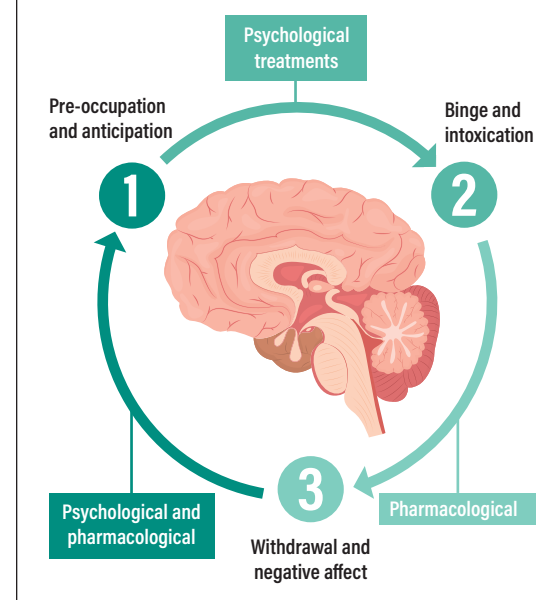 Psychological
treatments
Pre-occupation
and anticipation
Binge and
intoxication
1
2
3
Psychological and
pharmacological
Pharmacological
Withdrawal and
negative affect